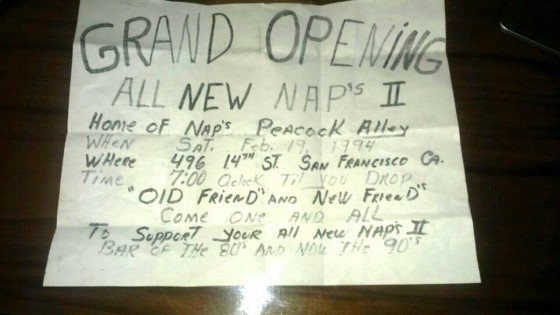 GRAND OPENING
ALL NEW NAP'S II
Home of Nap's Peacock Alley
WHEN Sat. Feb. 19, 1994
WHere 496 14TH ST. SAN FRANCISCO CA.
Time 7:00 Oclock Til You DROP
"OlD FrieND" AND NeW FrieND"s
Come ONe AND All
To Support Your All New NAP's II
BAR OF THE 80's AND NOW THE 90's